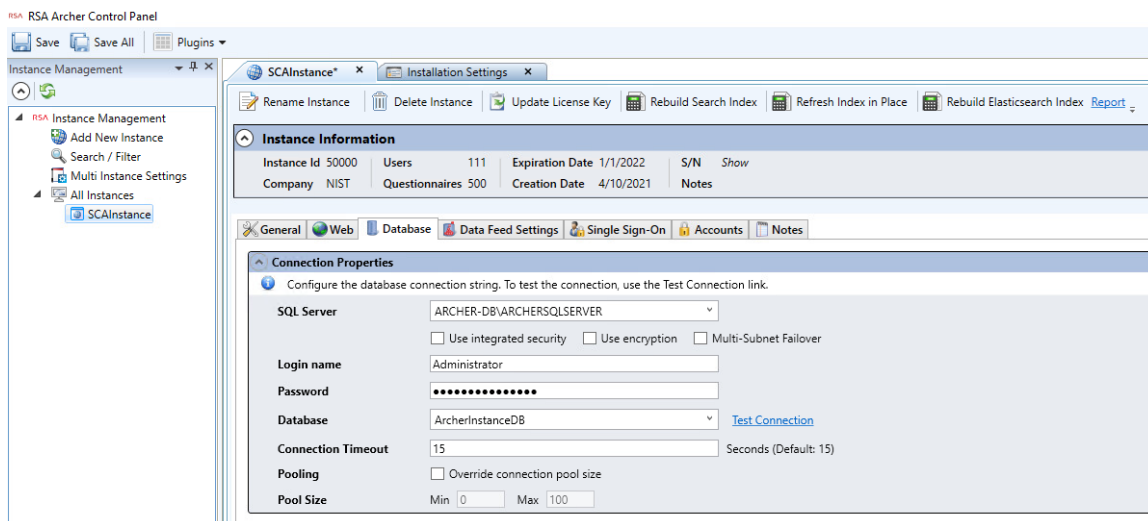 RSA RSA Archer Control Panel
Save Save All Plugins
Instance Management
RSA Instance Management
Add New Instance
Search / Filter
Multi Instance Settings
All Instances
SCAInstance
SCAInstance* Installation Settings
Rename Instance Delete Instance Update License Key Rebuild Search Index Refresh Index in Place Rebuild Elasticsearch Index Report
Instance Information
Instance Id 50000 Users 111 Expiration Date 1/1/2022 S/N Show
Company NIST Questionnaires 500 Creation Date 4/10/2021 Notes
General Web Database Data Feed Settings Single Sign-On Accounts Notes
Connection Properties
Configure the database connection string. To test the connection, use the Test Connection link.
SQL Server ARCHER-DB\ARCHERSQLSERVER
Use integrated security Use encryption Multi-Subnet Failover
Login name Administrator
Password •••••••••••••••
Database ArcherInstanceDB Test Connection
Connection Timeout 15 Seconds (Default: 15)
Pooling Override connection pool size
Pool Size Min 0 Max 100